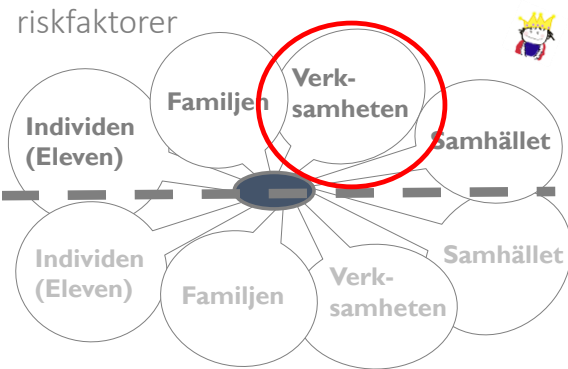 riskfaktorer
Verk-
samheten
Familjen
Individen
(Eleven)
Samhället
Individen
(Eleven)
Familjen
Verk-
samheten
Samhället